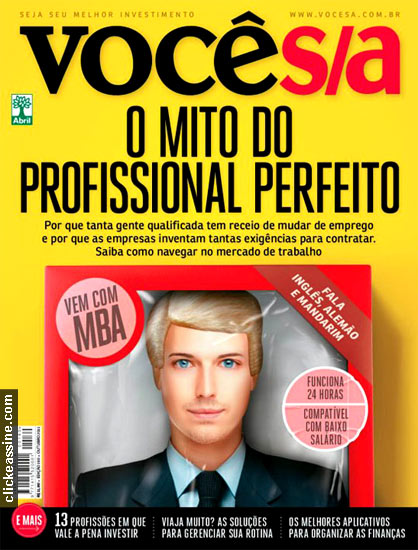 SEJA SEU MELHOR INVESTIMENTO
WWW.VOCESA.COM.BR
VOCÊs/a
Abril
O MITO DO
PROFISSIONAL PERFEITO
Por que tanta gente qualificada tem receio de mudar de emprego
e por que as empresas inventam tantas exigências para contratar.
Saiba como navegar no mercado de trabalho
VEM COM
MBA
FALA
INGLÊS, ALEMÃO
E MANDARIM
FUNCIONA
24 HORAS
COMPATÍVEL
COM BAIXO
SALÁRIO
clickeassine.com
E MAIS
13 PROFISSÕES EM QUE
VALE A PENA INVESTIR
VIAJA MUITO? AS SOLUÇÕES
PARA GERENCIAR SUA ROTINA
OS MELHORES APLICATIVOS
PARA ORGANIZAR AS FINANÇAS